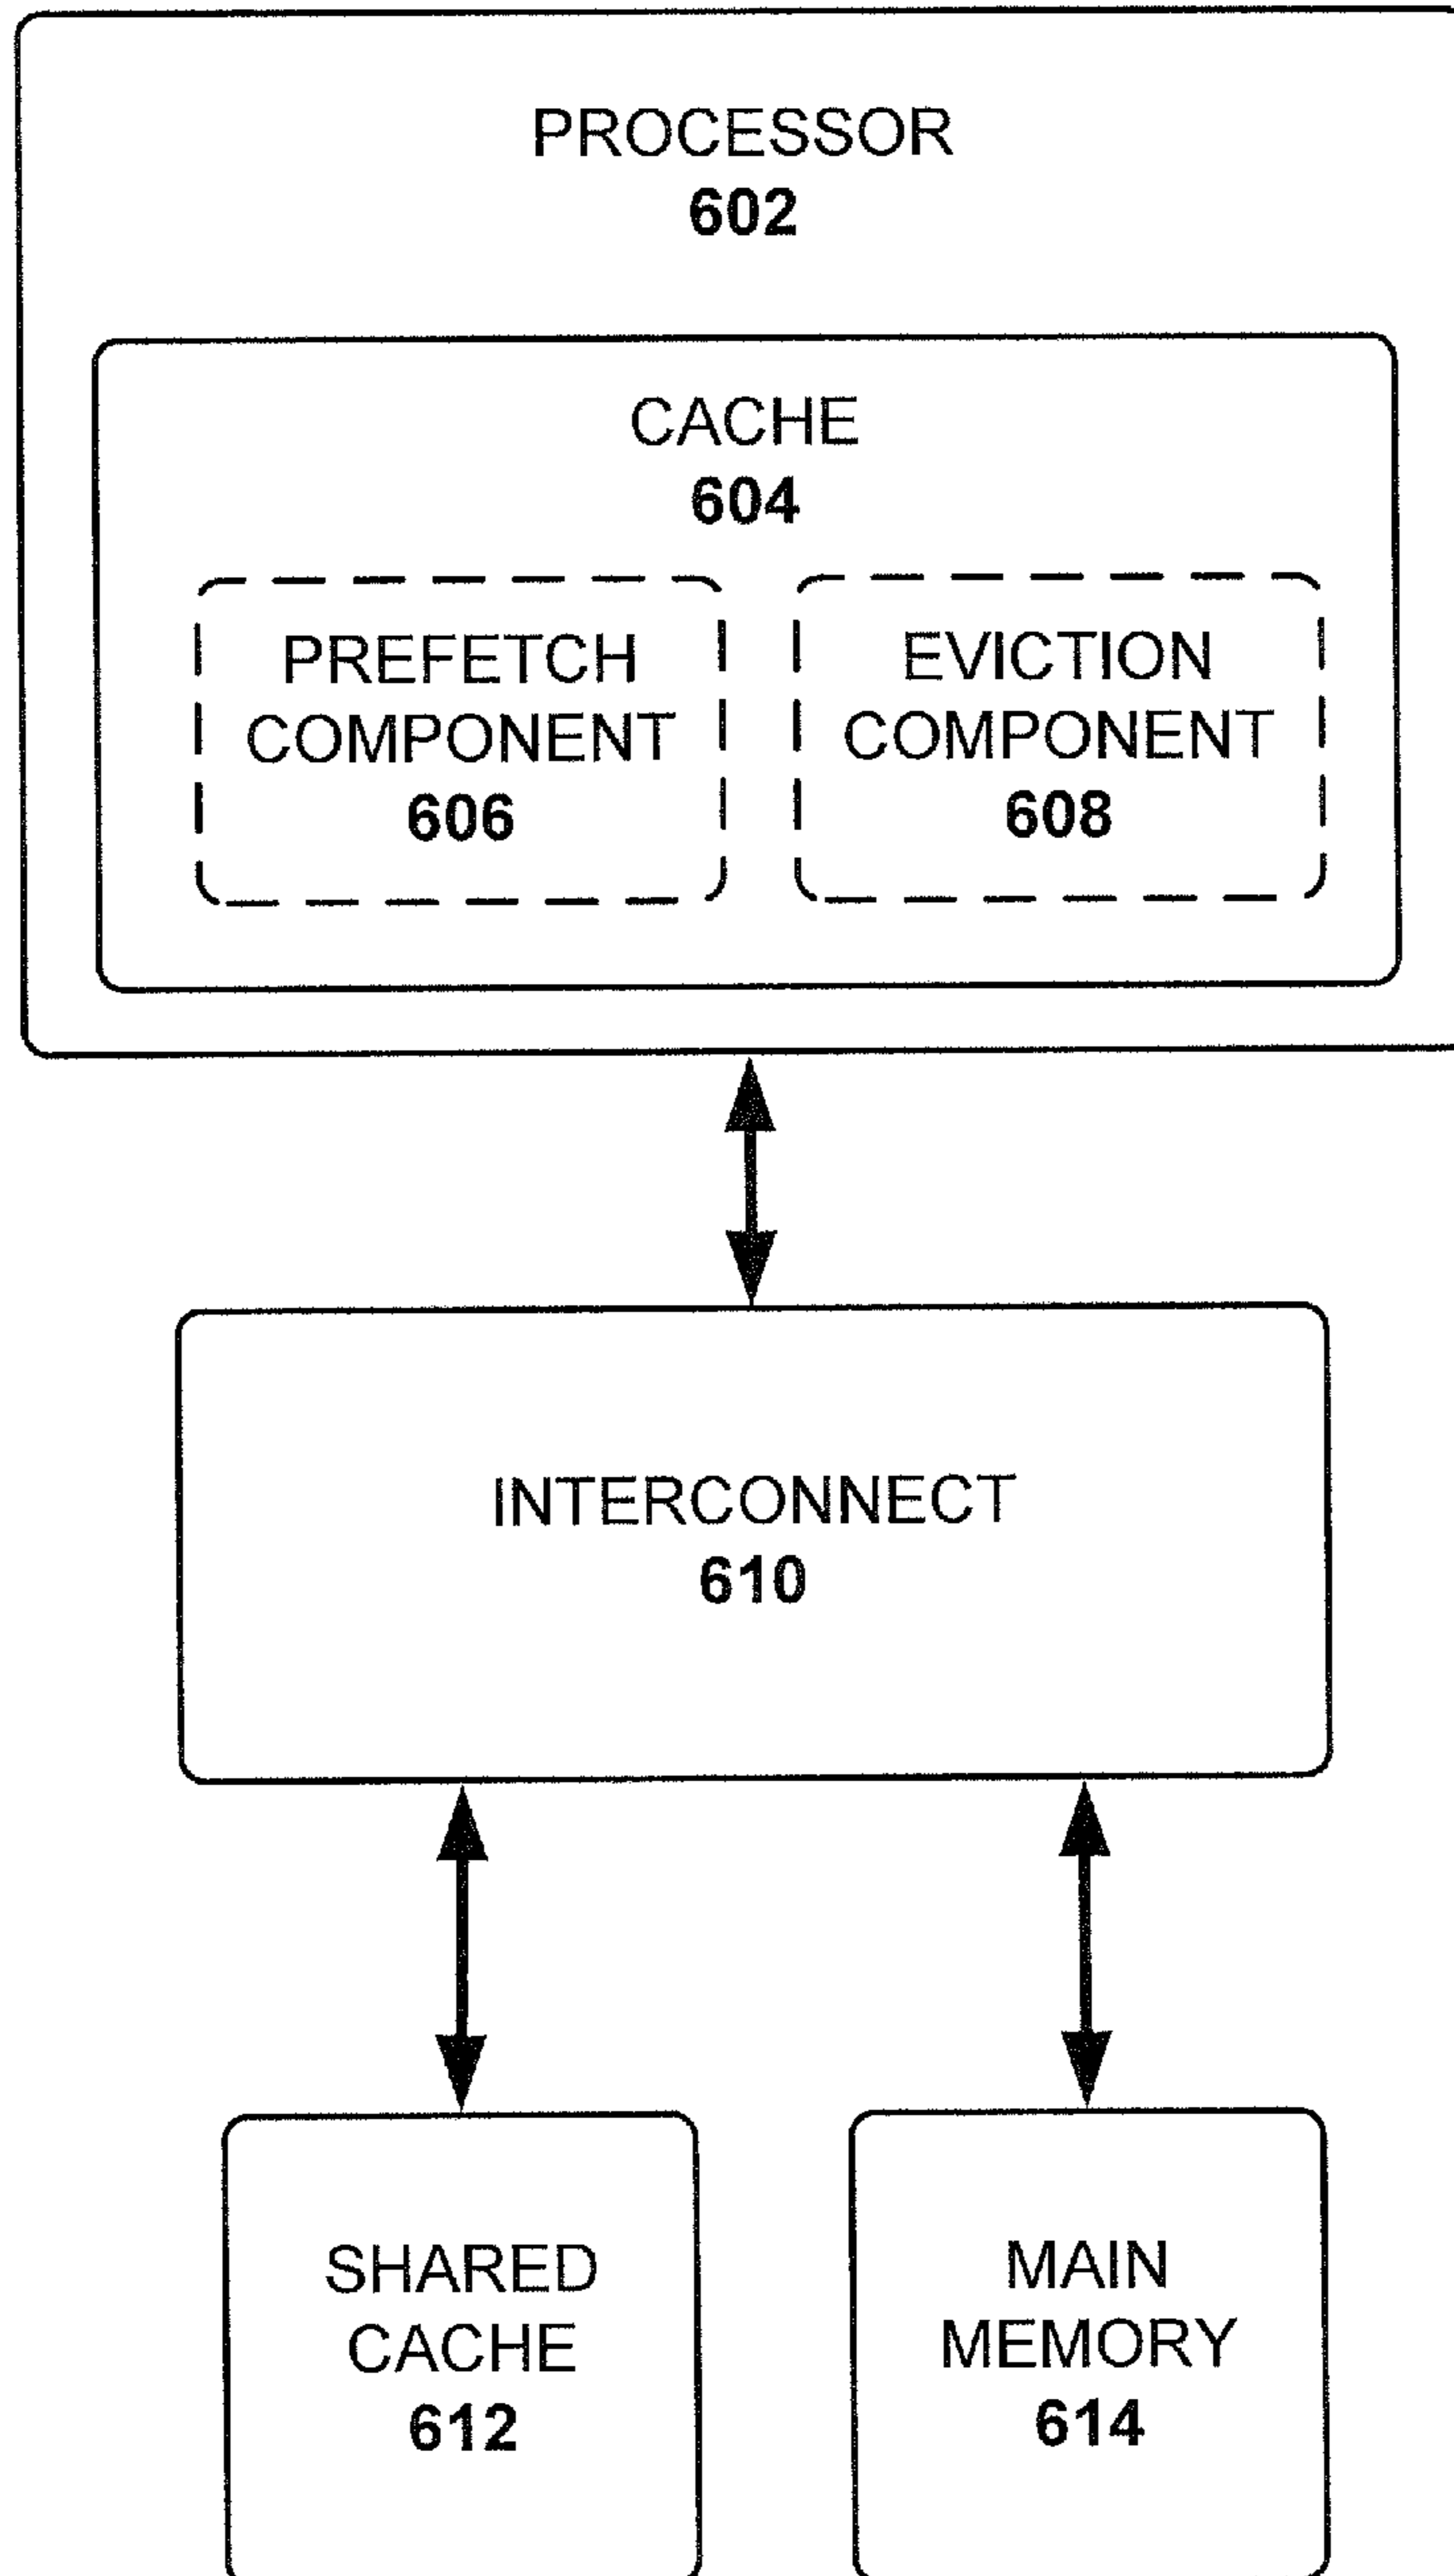 PROCESSOR
602
CACHE
604
PREFETCH
COMPONENT
606
EVICTION
COMPONENT
608
INTERCONNECT
610
SHARED
CACHE
612
MAIN
MEMORY
614